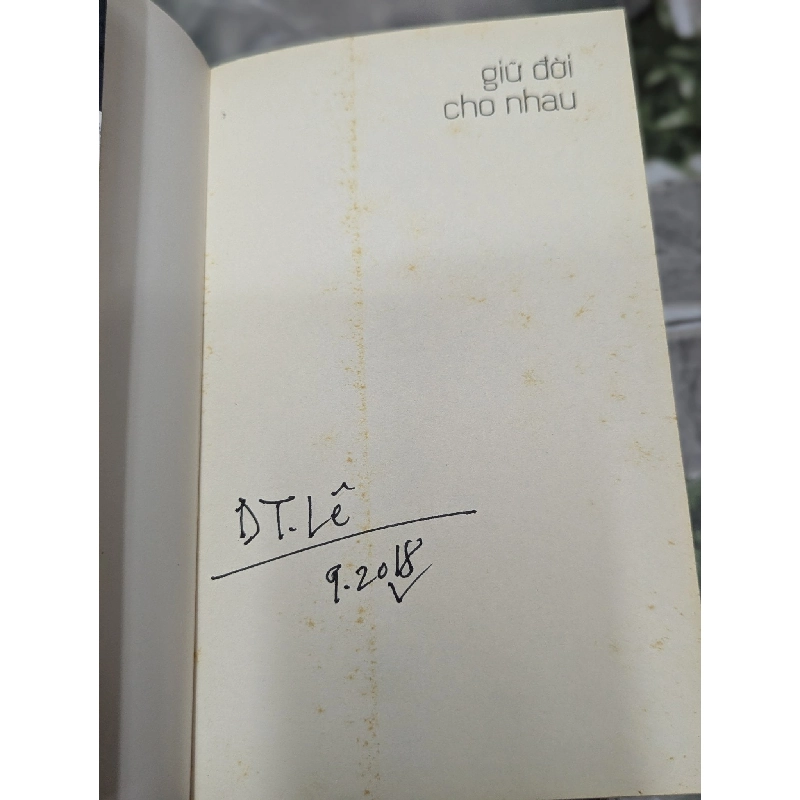 giữ đời
cho nhau
DT.Lê
9.2018